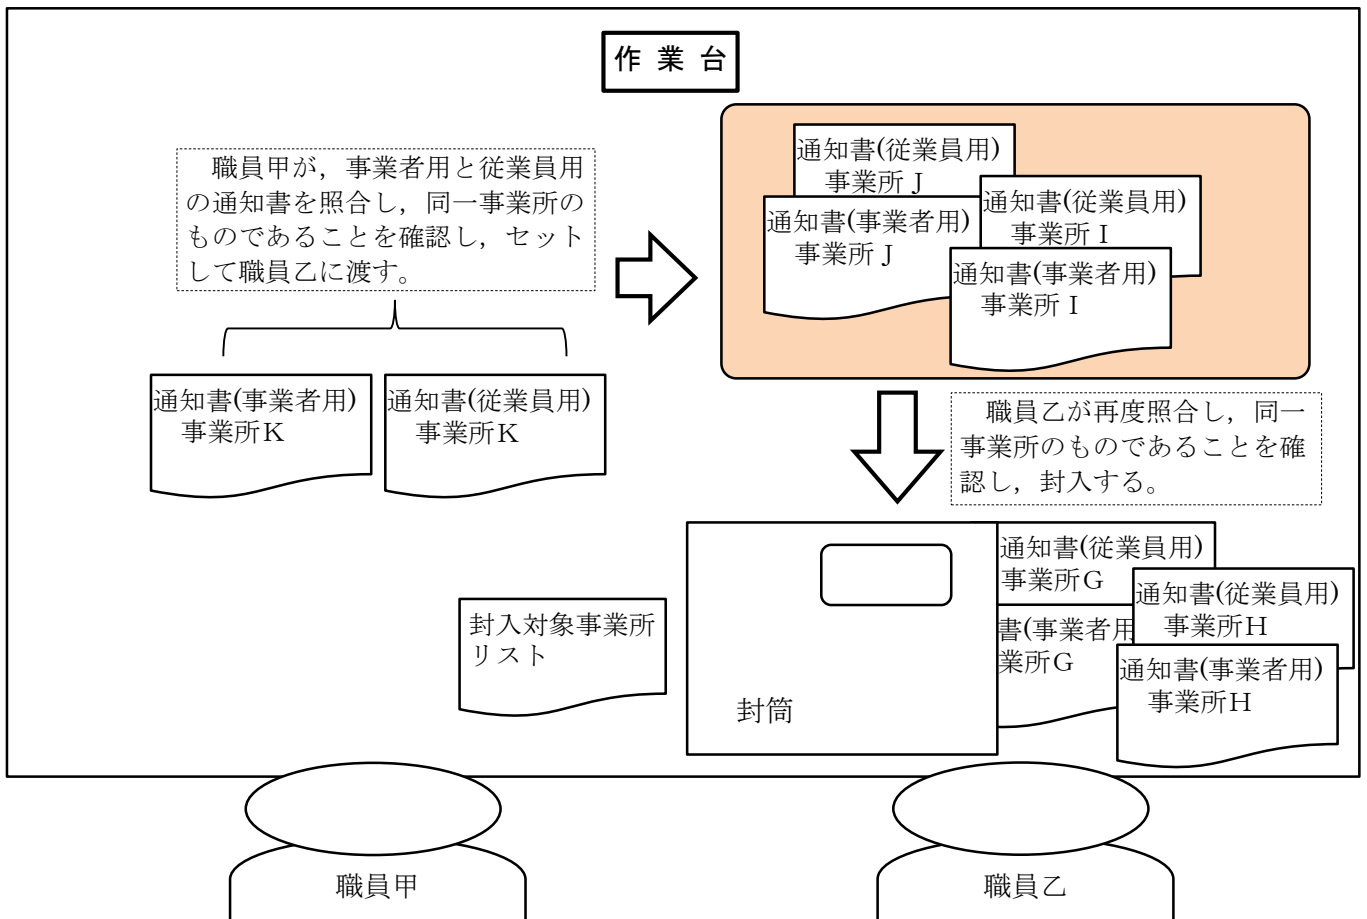 作 業 台
職員甲が，事業者用と従業員用
の通知書を照合し，同一事業所の
ものであることを確認し，セット
して職員乙に渡す。
通知書(事業者用)
事業所K
通知書(従業員用)
事業所K
通知書(従業員用)
事業所J
通知書(事業者用)
事業所J
通知書(従業員用)
事業所I
通知書(事業者用)
事業所I
職員乙が再度照合し，同一
事業所のものであることを確
認し，封入する。
封入対象事業所
リスト
封筒
通知書(従業員用)
事業所G
書(事業者用
業所G
通知書(従業員用)
事業所H
通知書(事業者用)
事業所H
職員甲
職員乙